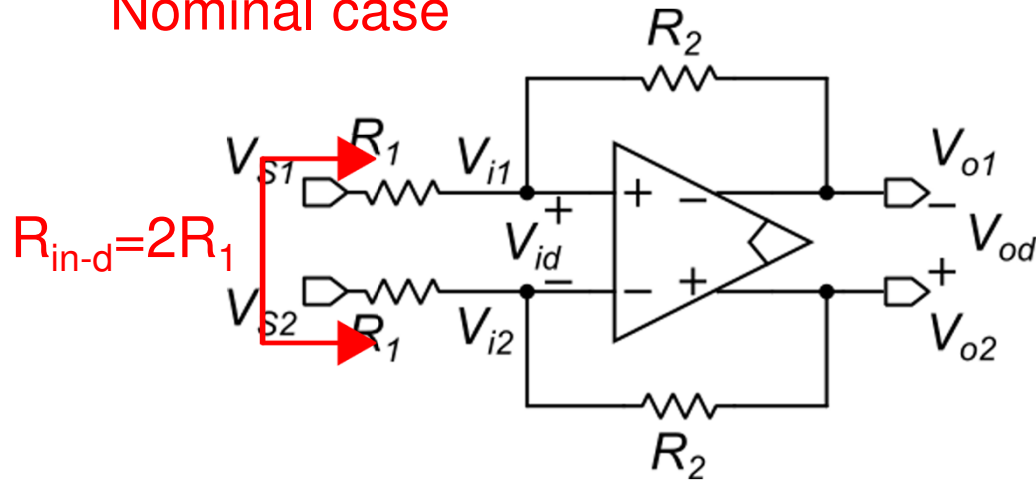 Nominal case
R2
VS1
R1
Vi1
+
−
Vo1
−
+
Rin-d=2R1
Vid
Vod
−
−
+
+
VS2
R1
Vi2
Vo2
R2